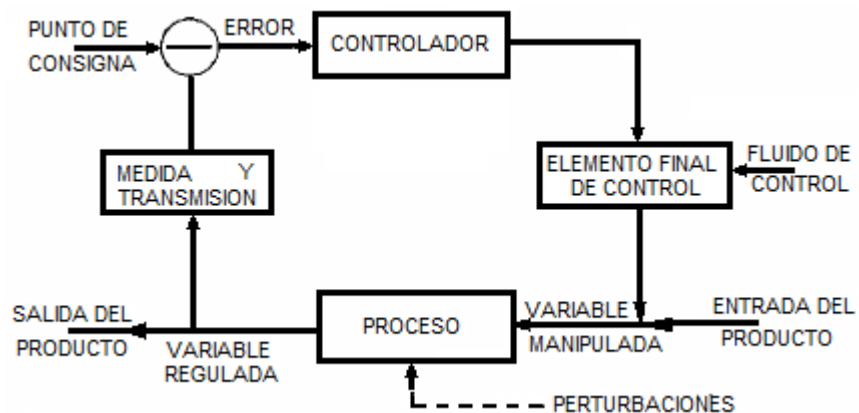 PUNTO DE
CONSIGNA
ERROR
CONTROLADOR
MEDIDA Y
TRANSMISION
ELEMENTO FINAL
DE CONTROL
FLUIDO DE
CONTROL
SALIDA DEL
PRODUCTO
VARIABLE
REGULADA
PROCESO
VARIABLE
MANIPULADA
ENTRADA DEL
PRODUCTO
PERTURBACIONES